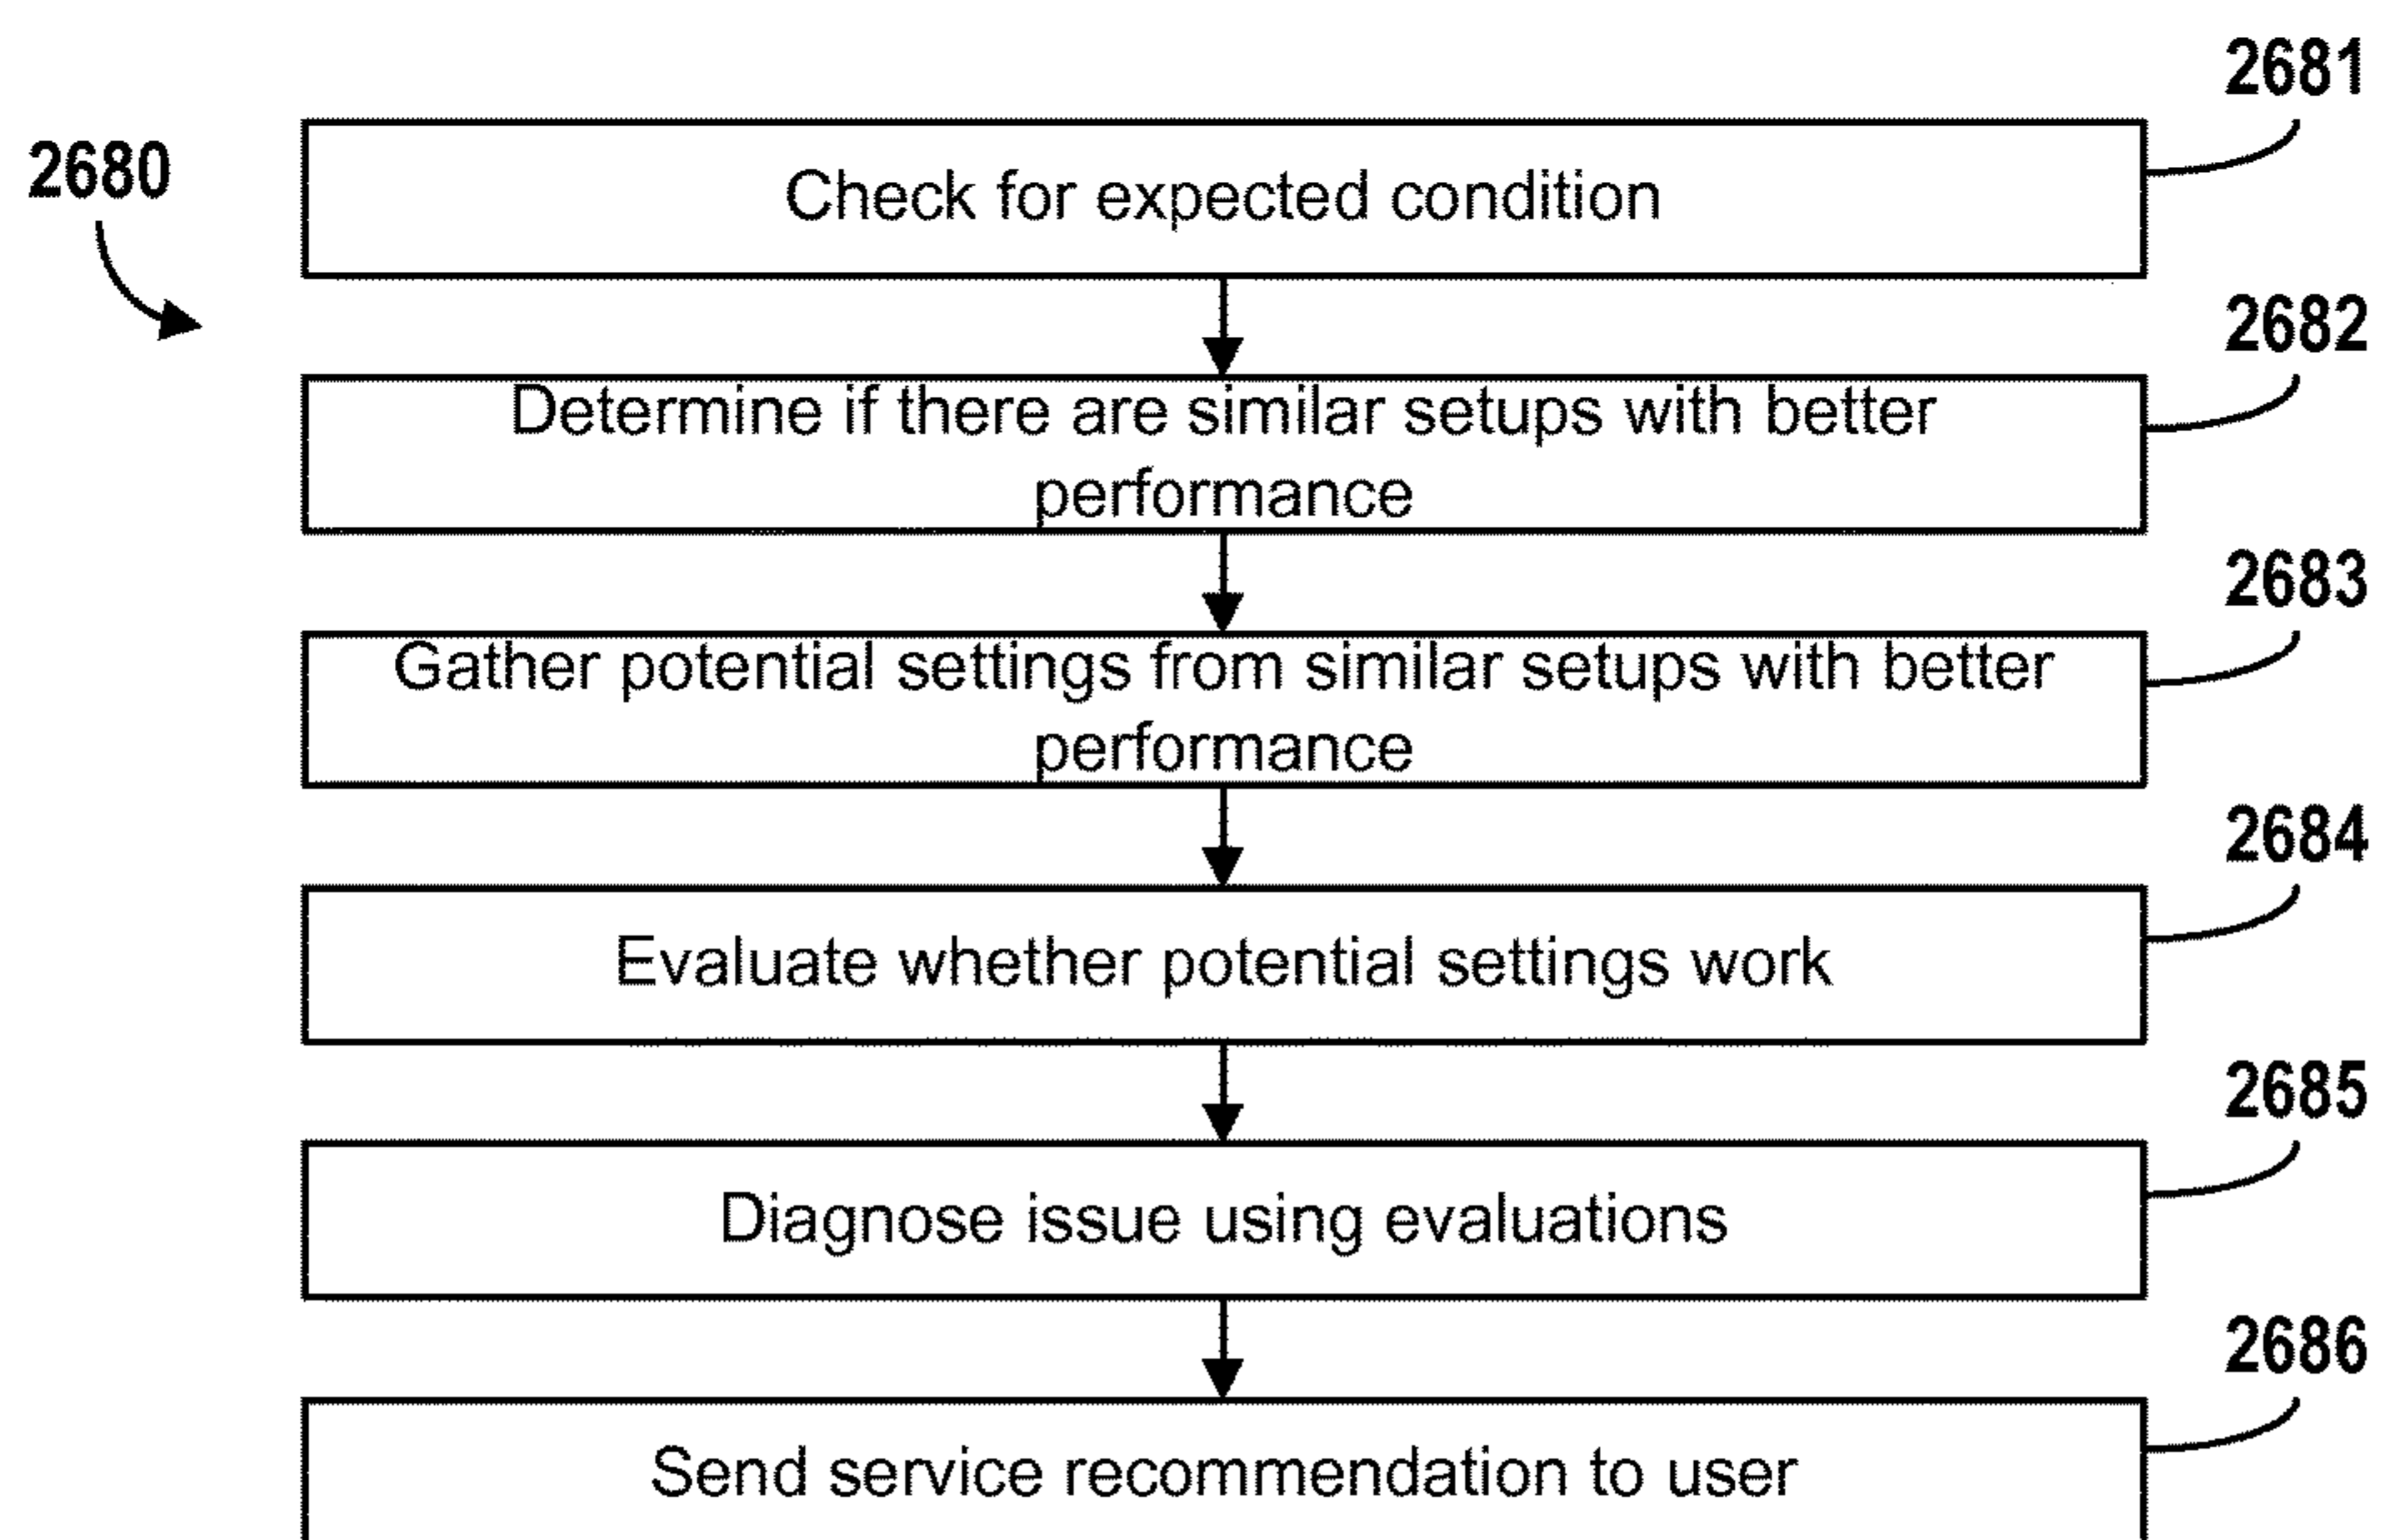 2681
2680
Check for expected condition
2682
Determine if there are similar setups with better
performance
2683
Gather potential settings from similar setups with better
performance
2684
Evaluate whether potential settings work
2685
Diagnose issue using evaluations
2686
Send service recommendation to user